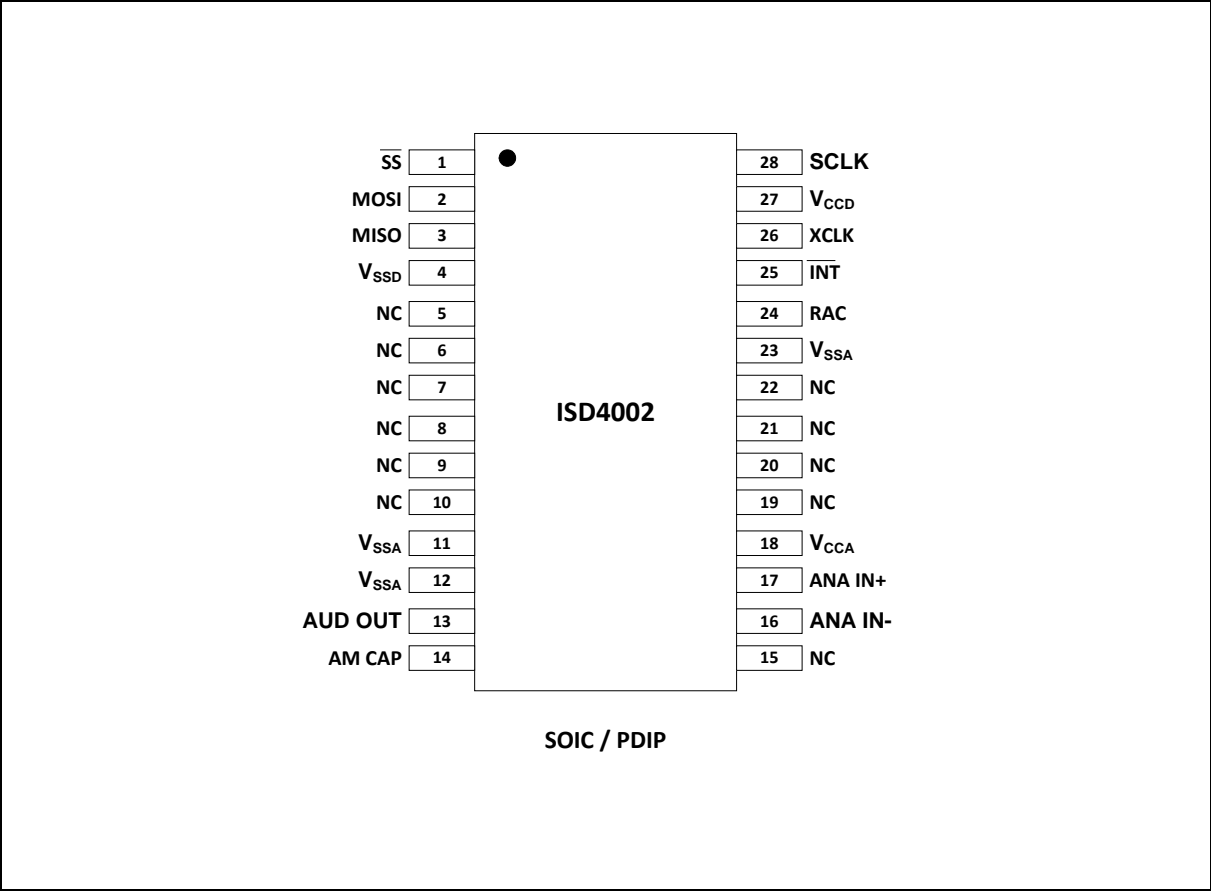 S̅S̅ 1 28 SCLK
MOSI 2 27 VCCD
MISO 3 26 XCLK
VSSD 4 25 I̅N̅T̅
NC 5 24 RAC
NC 6 23 VSSA
NC 7 22 NC
ISD4002
NC 8 21 NC
NC 9 20 NC
NC 10 19 NC
VSSA 11 18 VCCA
VSSA 12 17 ANA IN+
AUD OUT 13 16 ANA IN-
AM CAP 14 15 NC
SOIC / PDIP